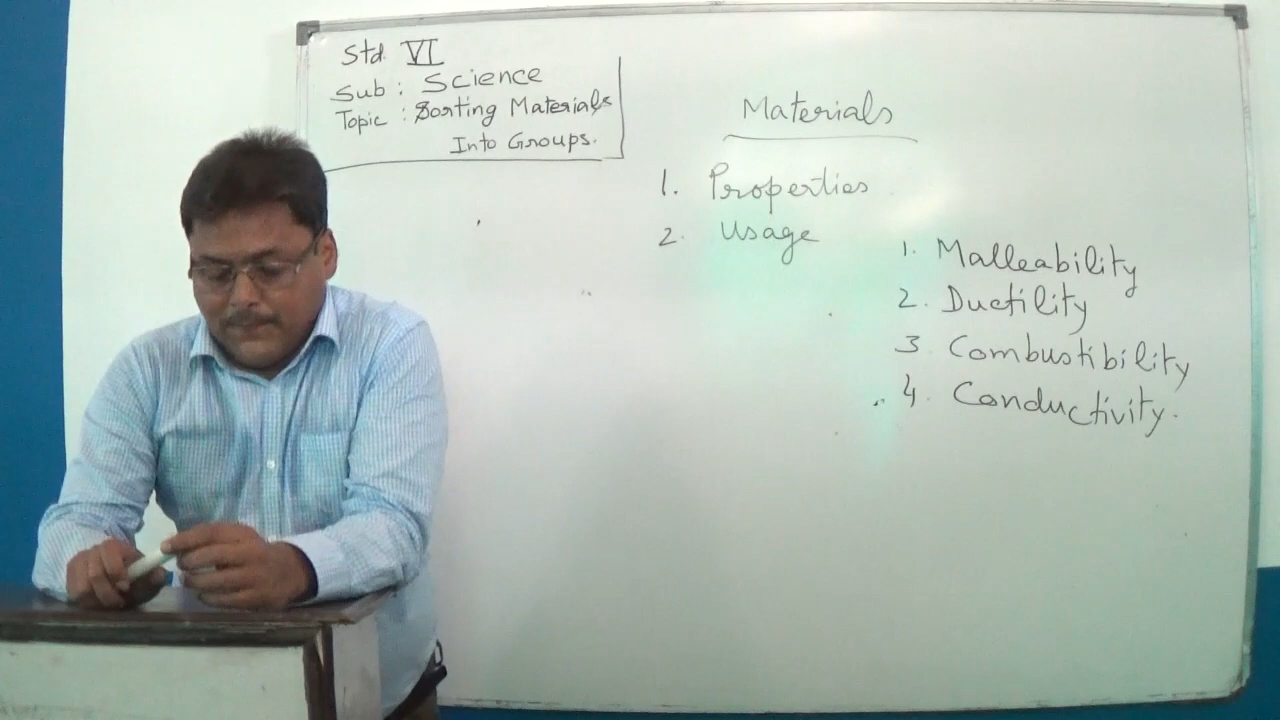 Std VI
Sub : Science
Topic : Sorting Materials
Into Groups.
Materials
1. Properties
2. Usage
1. Malleability
2. Ductility
3. Combustibility
4. Conductivity.